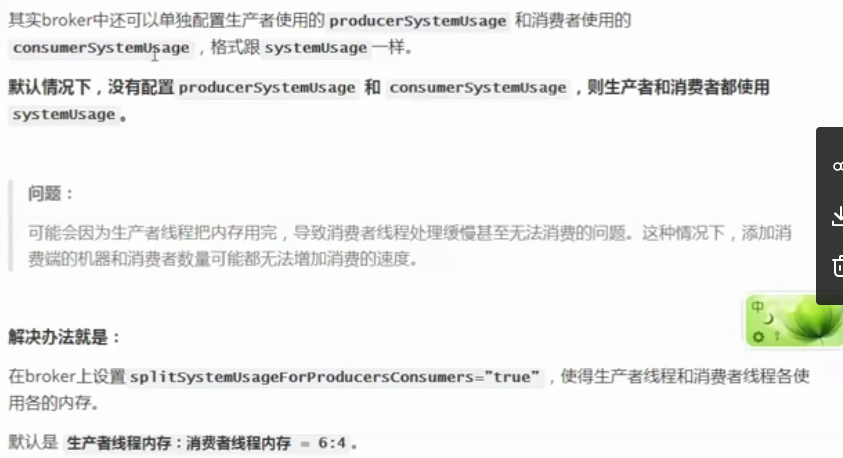 其实broker中还可以单独配置生产者使用的 producerSystemUsage 和消费者使用的
consumerSystemUsage ，格式跟 systemUsage 一样。
默认情况下，没有配置 producerSystemUsage 和 consumerSystemUsage ，则生产者和消费者都使用
systemUsage 。
问题：
可能会因为生产者线程把内存用完，导致消费者线程处理缓慢甚至无法消费的问题。这种情况下，添加消
费端的机器和消费者数量可能都无法增加消费的速度。
中
解决办法就是：
在broker上设置 splitSystemUsageForProducersConsumers="true" ，使得生产者线程和消费者线程各使
用各的内存。
默认是 生产者线程内存：消费者线程内存 = 6:4 。